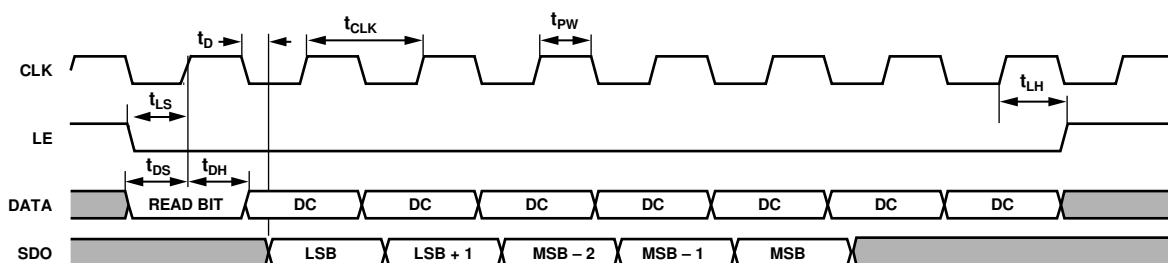 tD tCLK tPW
CLK
tLS tLH
LE
tDS tDH
DATA READ BIT DC DC DC DC DC DC DC
SDO LSB LSB + 1 MSB – 2 MSB – 1 MSB